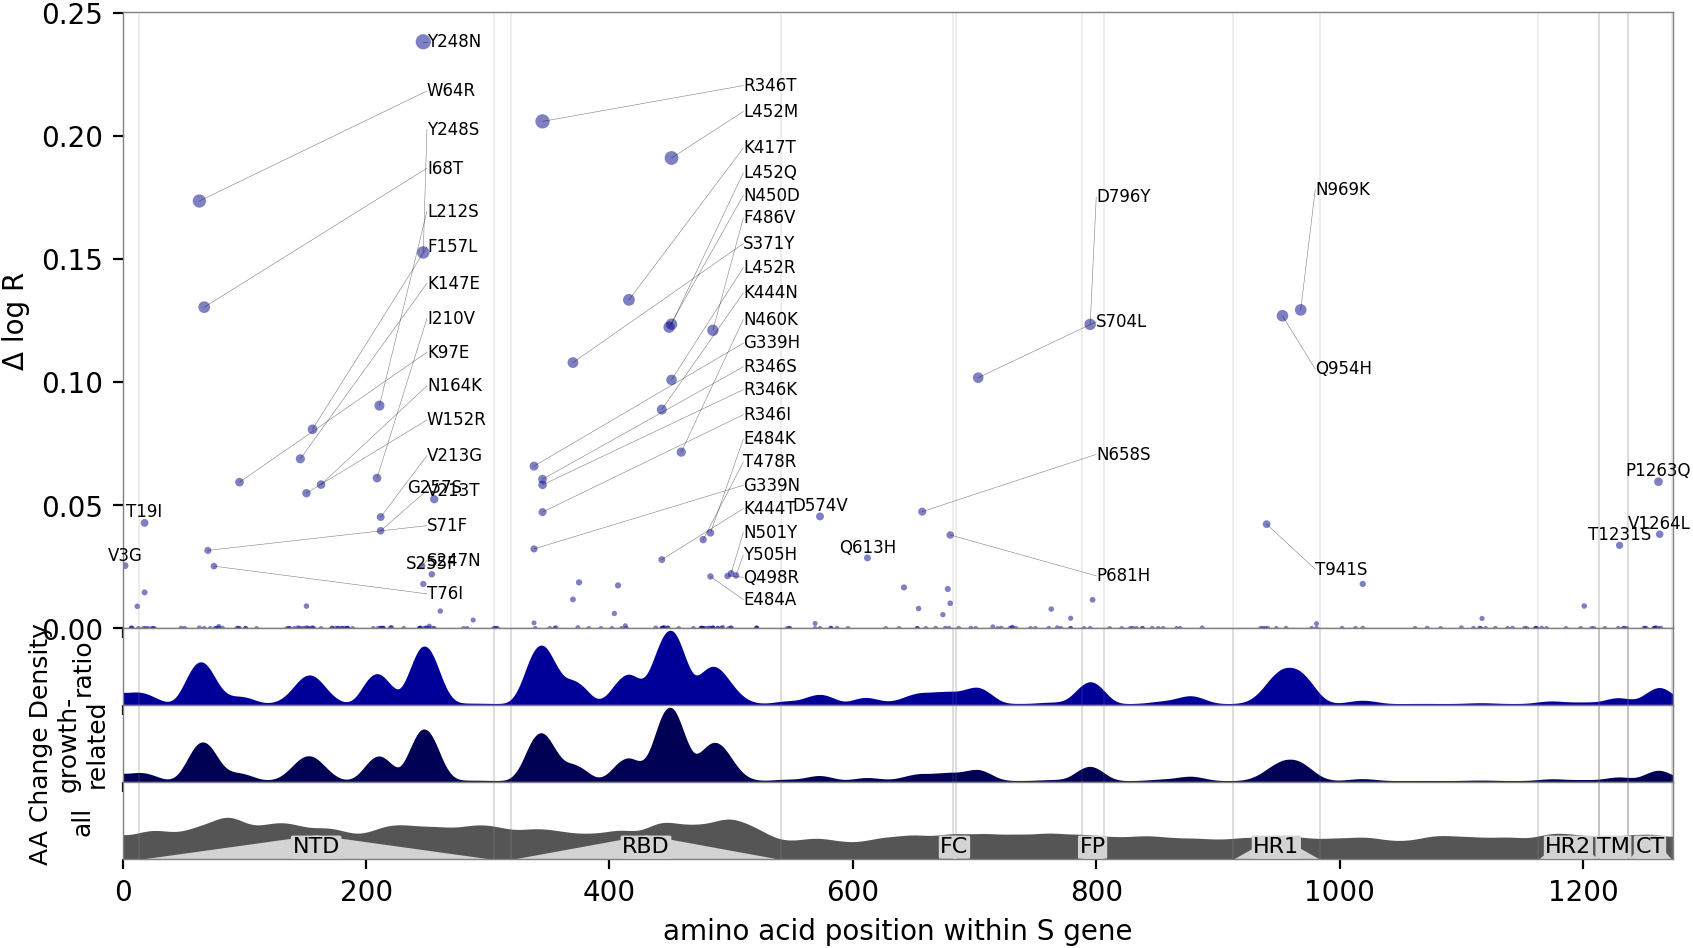 0.25
0.20
0.15
0.10
0.05
0.00
Δ log R
Y248N
W64R
Y248S
I68T
L212S
F157L
K147E
I210V
K97E
N164K
W152R
V213G
G257S
V213T
S71F
S247N
T76I
T19I
V3G
R346T
L452M
K417T
L452Q
N450D
F486V
S371Y
L452R
K444N
N460K
G339H
R346S
R346K
R346I
E484K
T478R
G339N
K444T
N501Y
Y505H
Q498R
E484A
D574V
Q613H
D796Y
S704L
N658S
P681H
N969K
Q954H
T941S
P1263Q
V1264L
T1231S
AA Change Density
ratio
growth-
related
all
NTD
RBD
FC
FP
HR1
HR2
TM
CT
0
200
400
600
800
1000
1200
amino acid position within S gene